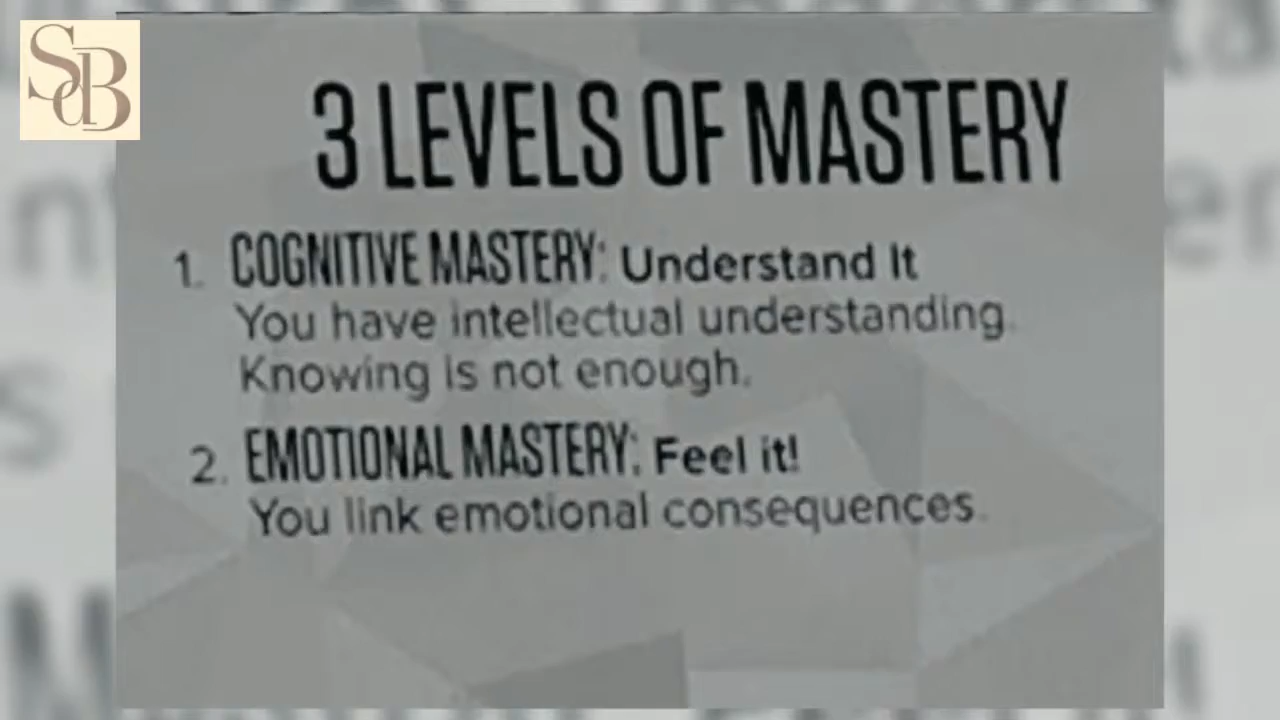 SdB
3 LEVELS OF MASTERY
1. COGNITIVE MASTERY: Understand It
You have intellectual understanding.
Knowing is not enough.
2. EMOTIONAL MASTERY: Feel it!
You link emotional consequences.